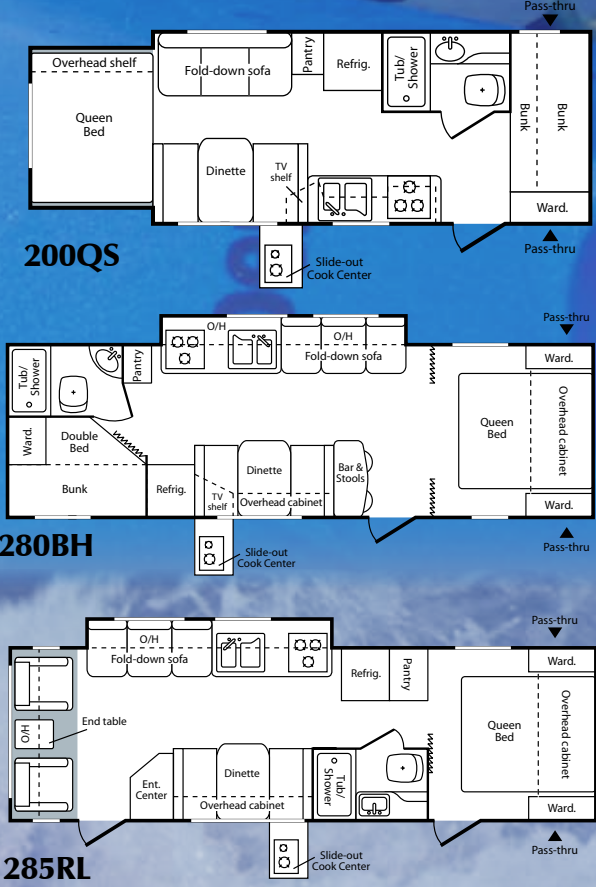 Pass-thru
Overhead shelf
Fold-down sofa
Pantry
Refrig.
Tub/
Shower
Queen
Bed
Bunk
Bunk
Dinette
TV
shelf
Ward.
200QS
Slide-out
Cook Center
Pass-thru
Pass-thru
O/H
O/H
Fold-down sofa
Tub/
Shower
Pantry
Ward.
Ward.
Double
Bed
Queen
Bed
Overhead cabinet
Bunk
Refrig.
TV
shelf
Dinette
Overhead cabinet
Bar &
Stools
Ward.
280BH
Slide-out
Cook Center
Pass-thru
Pass-thru
O/H
Fold-down sofa
Refrig.
Pantry
Ward.
End table
O/H
Queen
Bed
Overhead cabinet
Ent.
Center
Dinette
Overhead cabinet
Tub/
Shower
Ward.
285RL
Slide-out
Cook Center
Pass-thru